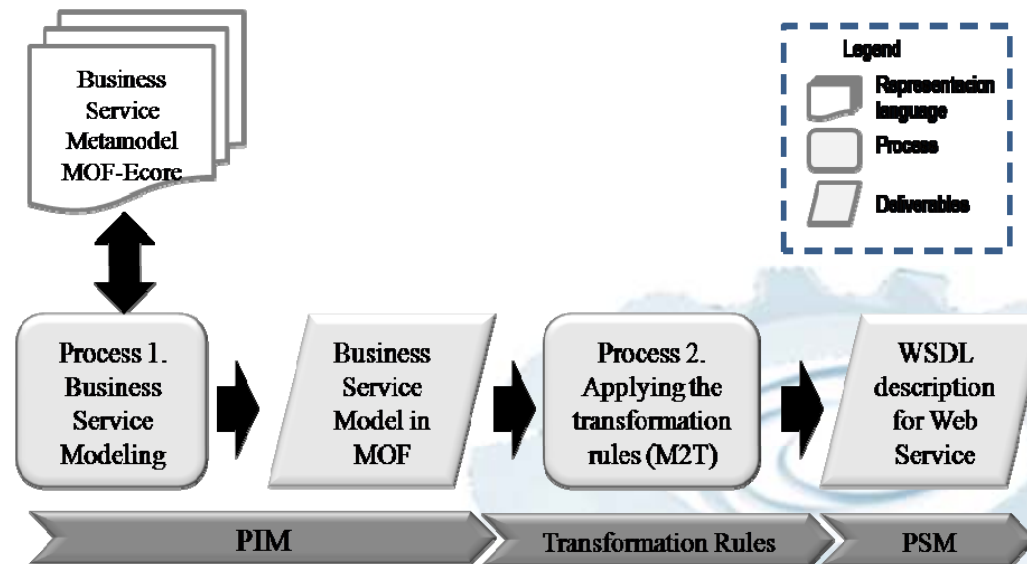 Business
Service
Metamodel
MOF-Ecore
Legend
Representacion
language
Process
Deliverables
Process 1.
Business
Service
Modeling
Business
Service
Model in
MOF
Process 2.
Applying the
transformation
rules (M2T)
WSDL
description
for Web
Service
PIM
Transformation Rules
PSM